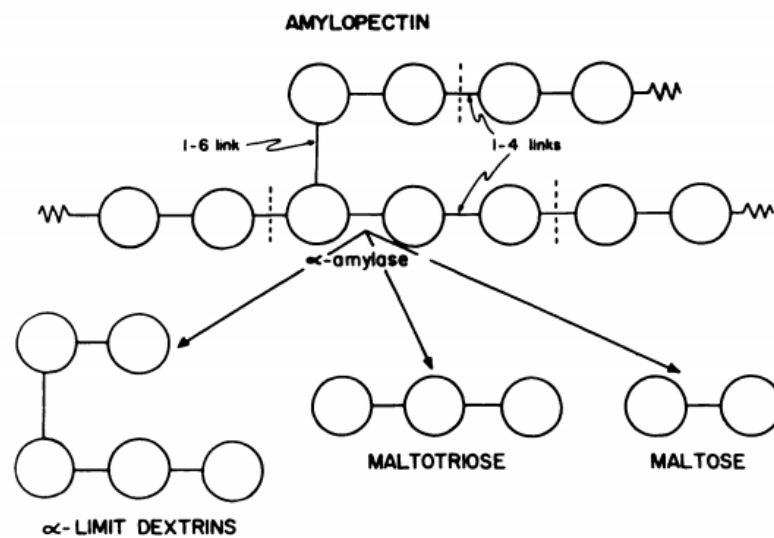 AMYLOPECTIN
1-6 link
1-4 links
∝-amylase
MALTOTRIOSE
MALTOSE
∝-LIMIT DEXTRINS